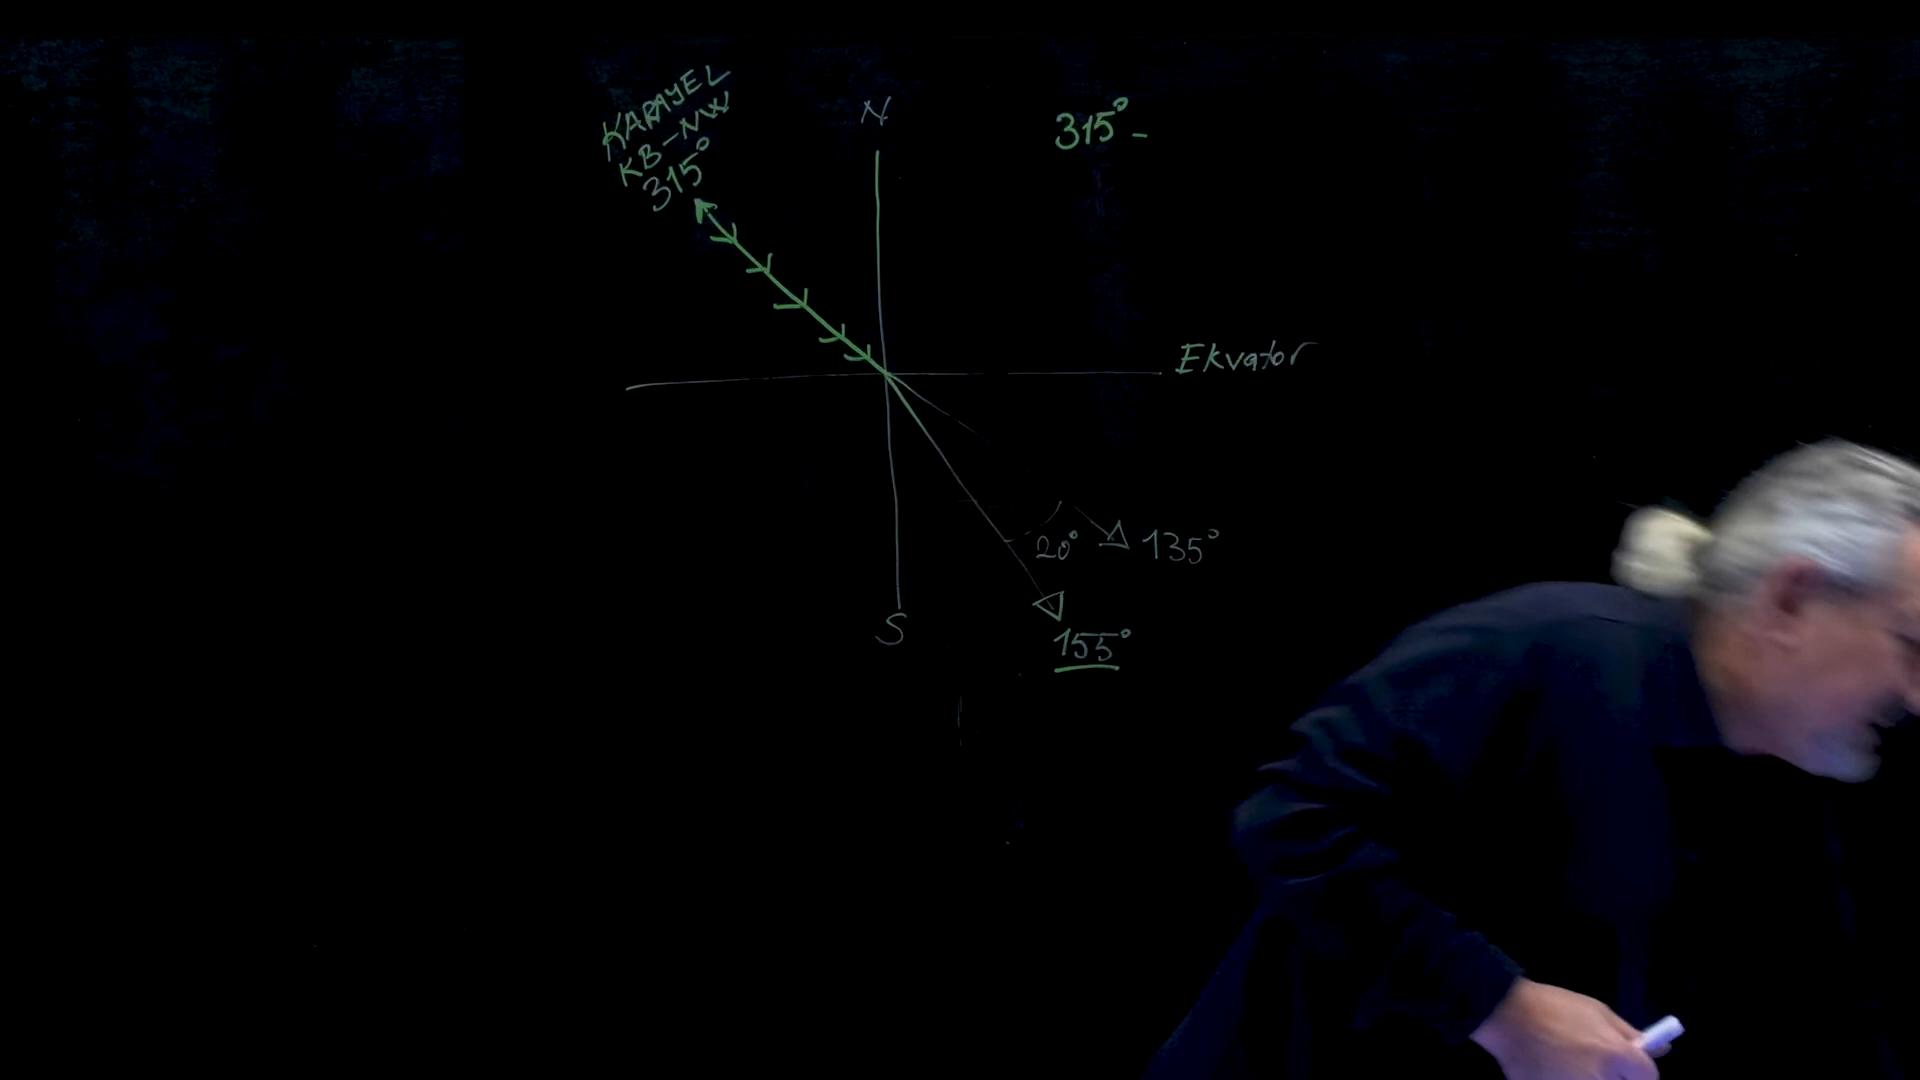 KARAYEL
KB-NW
315°
N
315° -
Ekvator
20°
135°
155°
S